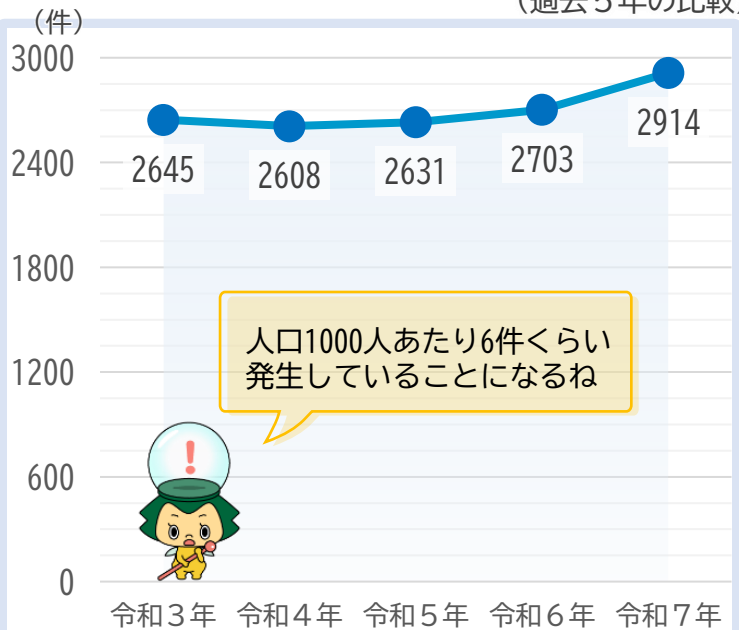 (過去5年の比較)
(件)
3000
2400
1800
1200
600
0
2645
2608
2631
2703
2914
人口1000人あたり6件くらい
発生していることになるね
!
令和3年 令和4年 令和5年 令和6年 令和7年